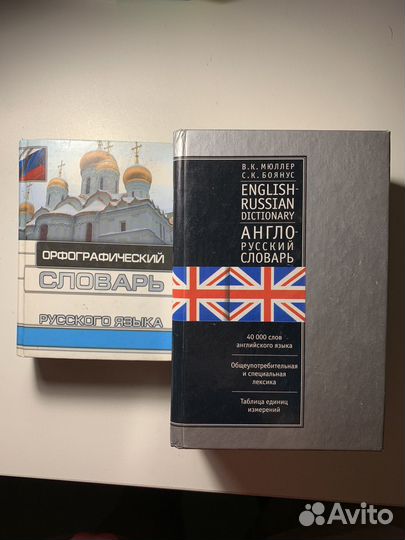 ОРФОГРАФИЧЕСКИЙ
СЛОВАРЬ
РУССКОГО ЯЗЫКА
В.К. МЮЛЛЕР
С.К. БОЯНУС
ENGLISH-
RUSSIAN
DICTIONARY
АНГЛО-
РУССКИЙ
СЛОВАРЬ
40 000 слов
английского языка
Общеупотребительная
и специальная
лексика
Таблица единиц
измерений
Avito